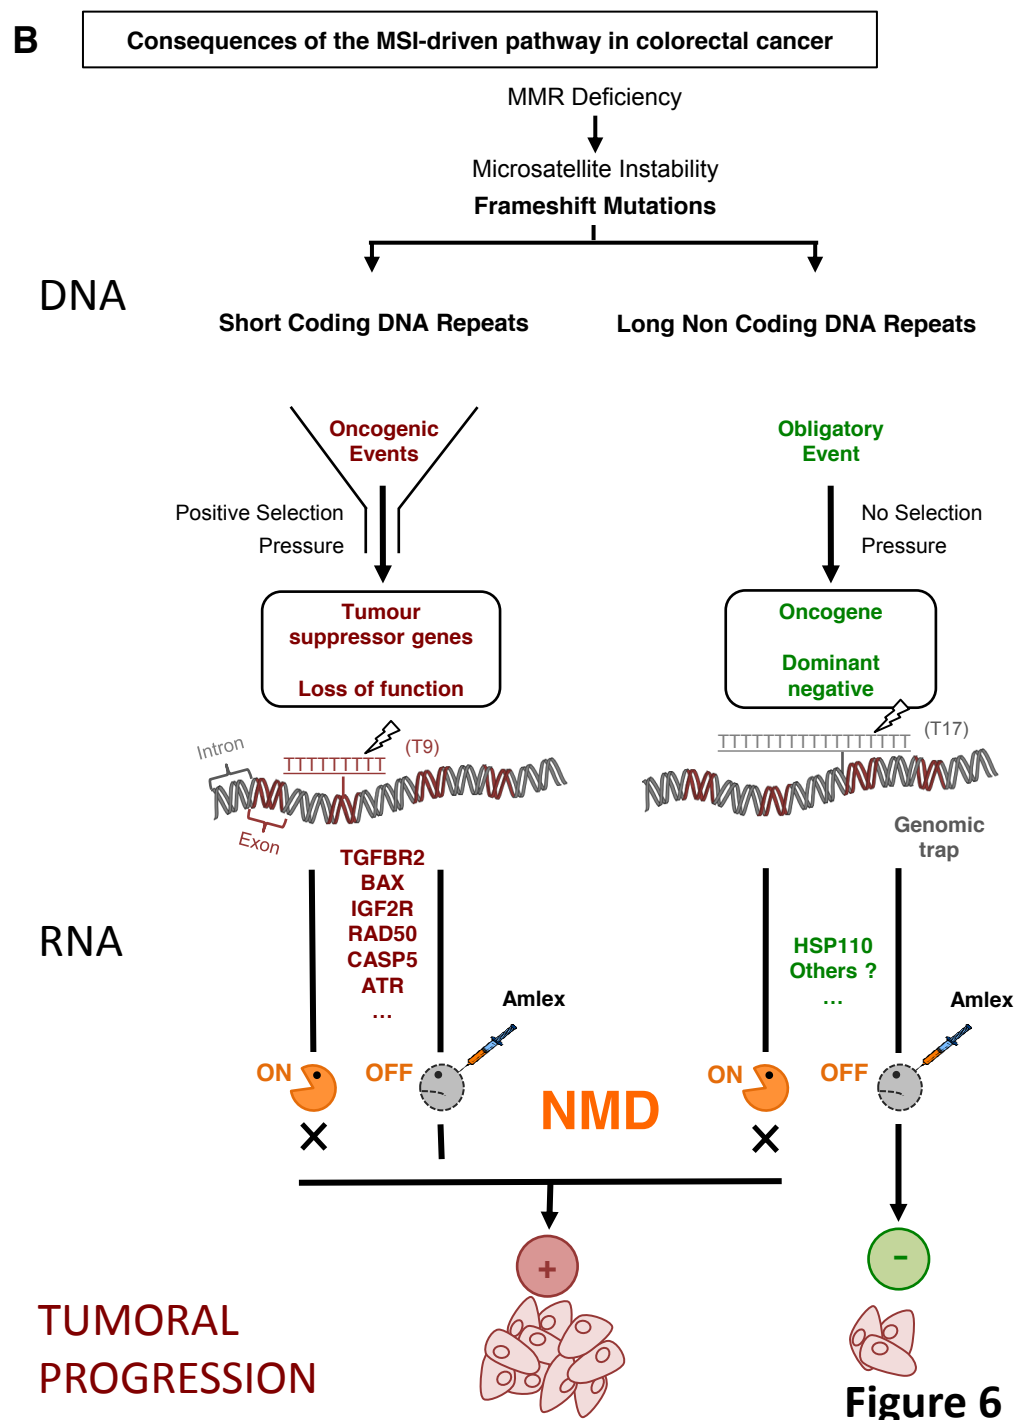 B
Consequences of the MSI-driven pathway in colorectal cancer
MMR Deficiency
Microsatellite Instability
Frameshift Mutations
DNA
Short Coding DNA Repeats
Long Non Coding DNA Repeats
Oncogenic
Events
Positive Selection
Pressure
Obligatory
Event
No Selection
Pressure
Tumour
suppressor genes
Loss of function
Oncogene
Dominant
negative
Intron
TTTTTTTTT
(T9)
Exon
TTTTTTTTTTTTTTTTT
(T17)
Genomic
trap
RNA
TGFBR2
BAX
IGF2R
RAD50
CASP5
ATR
...
HSP110
Others ?
...
Amlex
Amlex
ON
OFF
NMD
ON
OFF
+
-
TUMORAL
PROGRESSION
Figure 6